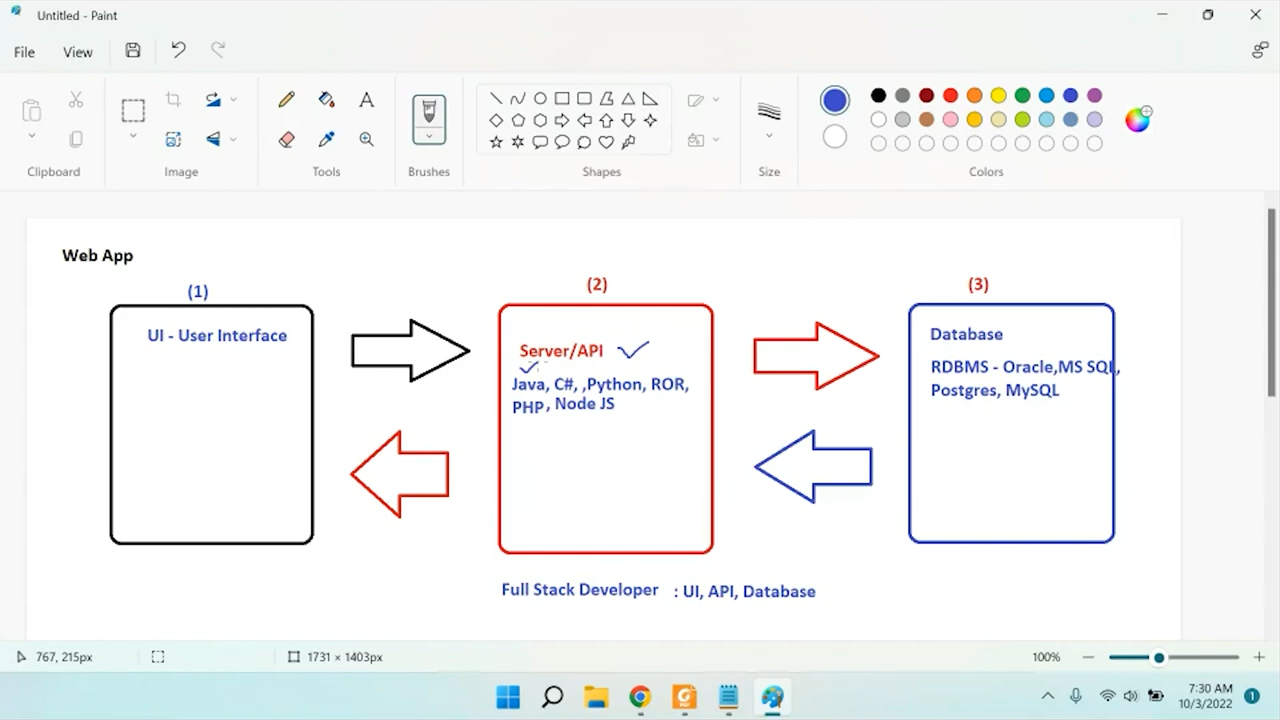 Untitled - Paint
File View
Clipboard Image Tools Brushes Shapes Size Colors
Web App
(1) (2) (3)
UI - User Interface
Server/API
Java, C#, ,Python, ROR,
PHP, Node JS
Database
RDBMS - Oracle,MS SQL,
Postgres, MySQL
Full Stack Developer : UI, API, Database
767, 215px 1731 × 1403px 100%
7:30 AM
10/3/2022 1